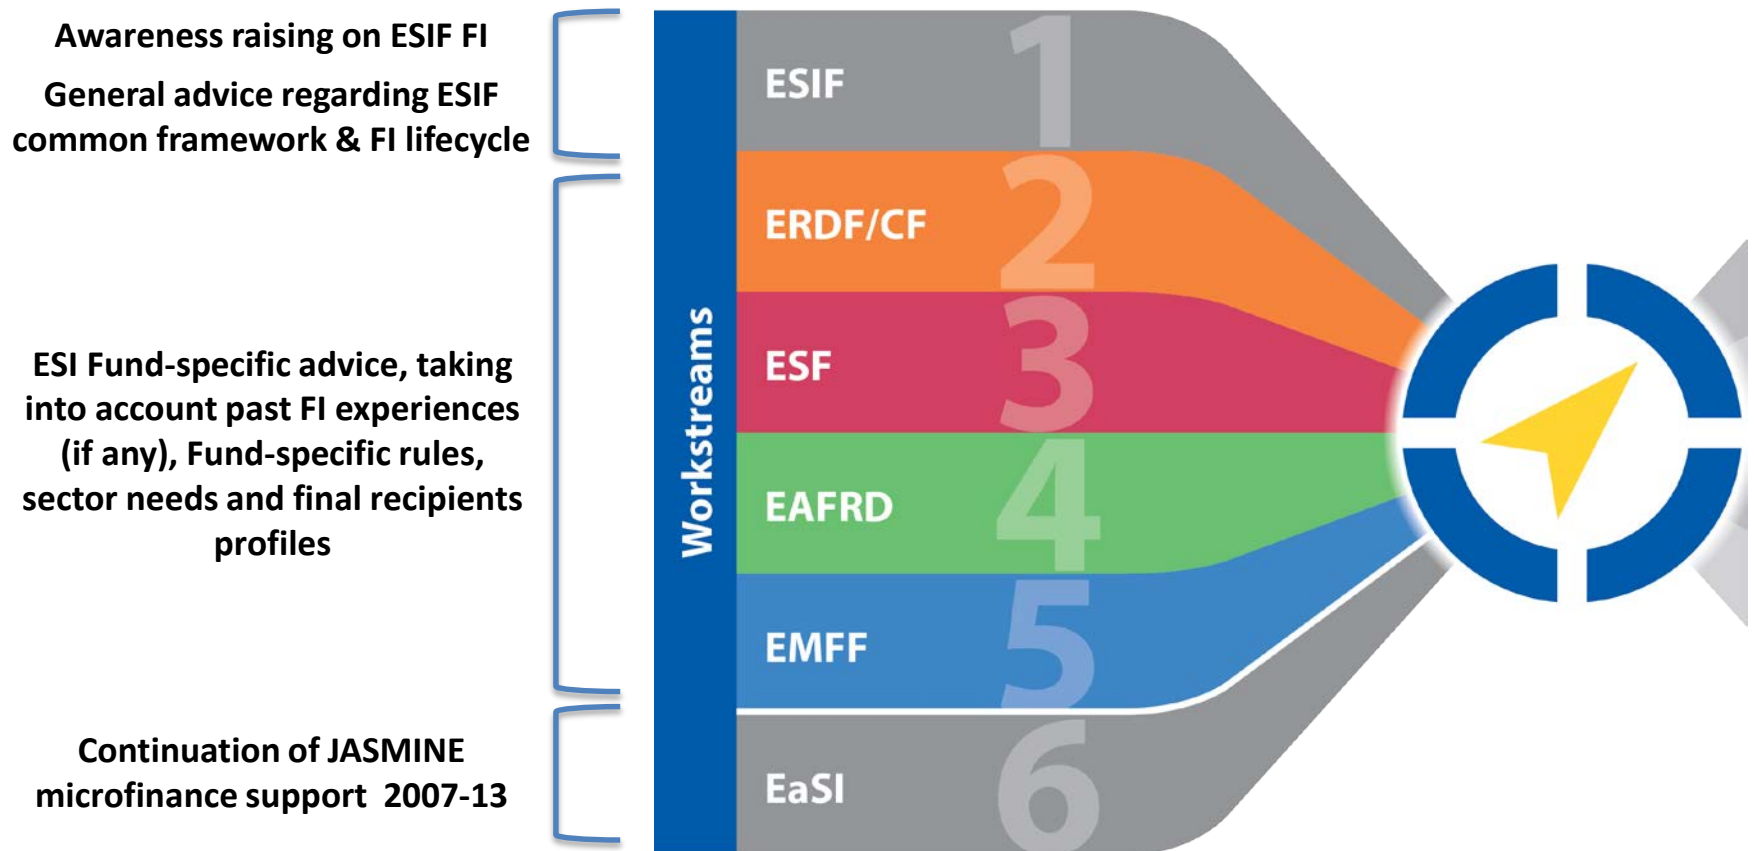 Awareness raising on ESIF FI
General advice regarding ESIF
common framework & FI lifecycle
ESI Fund-specific advice, taking
into account past FI experiences
(if any), Fund-specific rules,
sector needs and final recipients
profiles
Continuation of JASMINE
microfinance support 2007-13
Workstreams
ESIF 1
ERDF/CF 2
ESF 3
EAFRD 4
EMFF 5
EaSI 6